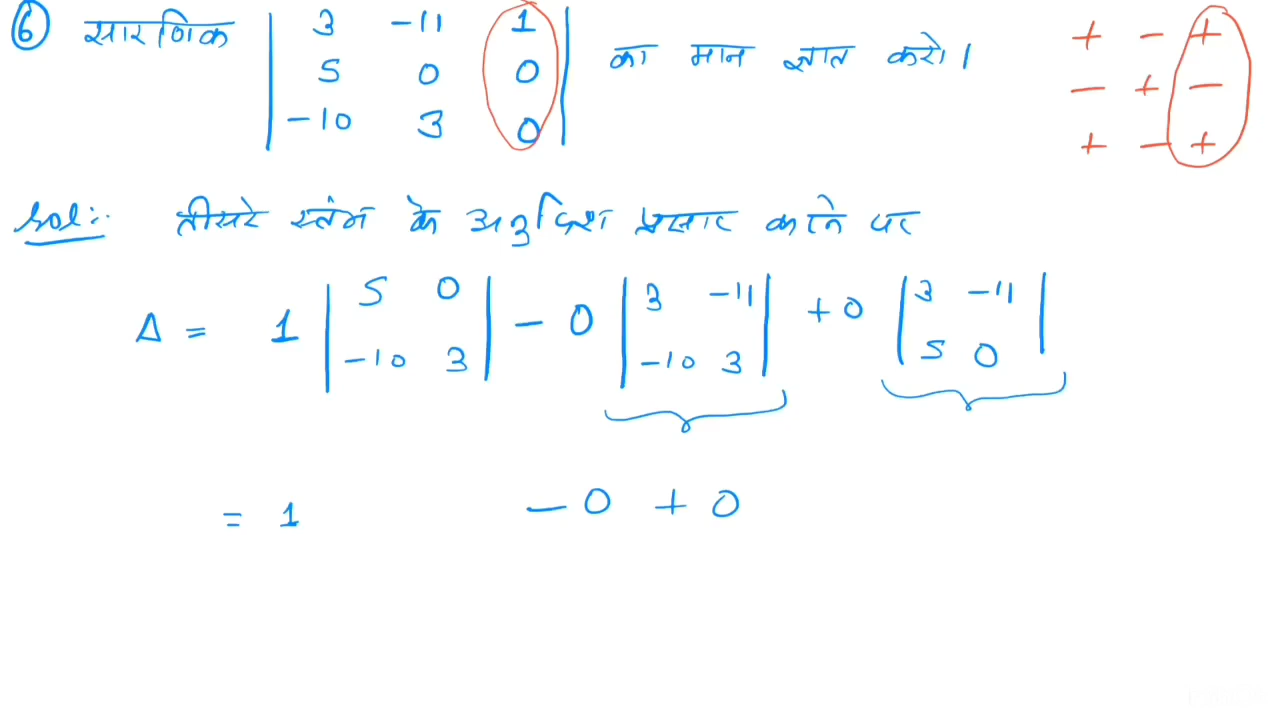 ⑥ सारणिक | 3 -11 1 | का मान ज्ञात करो।
| 5 0 0 |
| -10 3 0 |
+ - +
- + -
+ - +
Sol:- तीसरे स्तंभ के अनुदिश प्रसार करने पर
Δ = 1 | 5 0 | - 0 | 3 -11 | + 0 | 3 -11 |
| -10 3 | | -10 3 | | 5 0 |
= 1 - 0 + 0